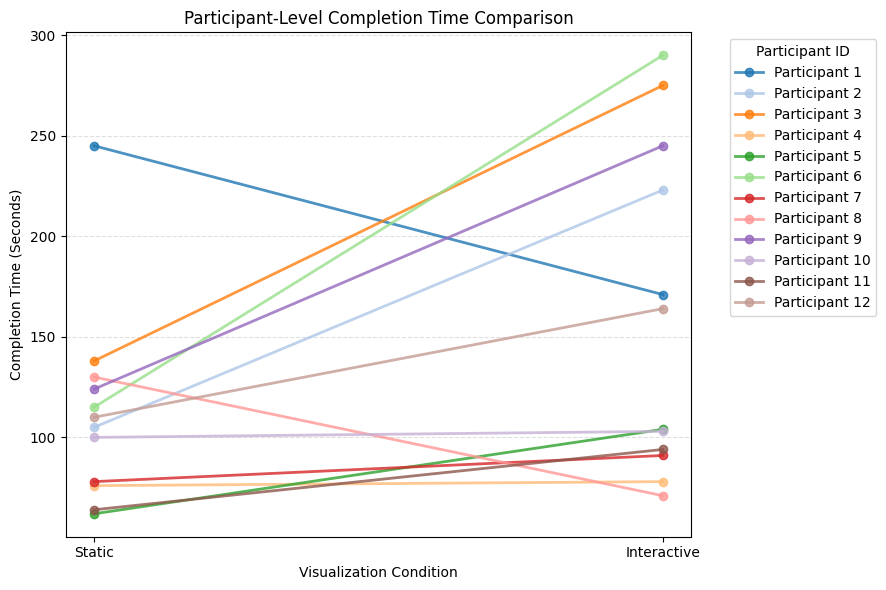 Participant-Level Completion Time Comparison
300
250
200
150
100
Completion Time (Seconds)
Static
Interactive
Visualization Condition
Participant ID
Participant 1
Participant 2
Participant 3
Participant 4
Participant 5
Participant 6
Participant 7
Participant 8
Participant 9
Participant 10
Participant 11
Participant 12